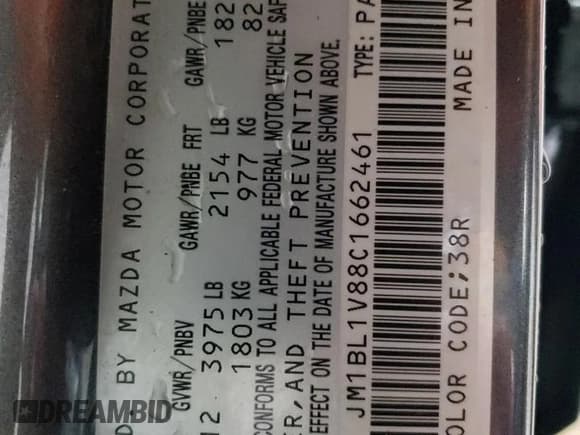 D BY MAZDA MOTOR CORPORAT
GVWR/PNBV GAWR/PNBE FRT GAWR/PNBE
12 3975 LB 2154 LB 182
1803 KG 977 KG 82
CONFORMS TO ALL APPLICABLE FEDERAL MOTOR VEHICLE SAF
ER, AND THEFT PREVENTION
EFFECT ON THE DATE OF MANUFACTURE SHOWN ABOVE.
JM1BL1V88C1662461 TYPE: PA
OLOR CODE;38R MADE IN
DREAMBID